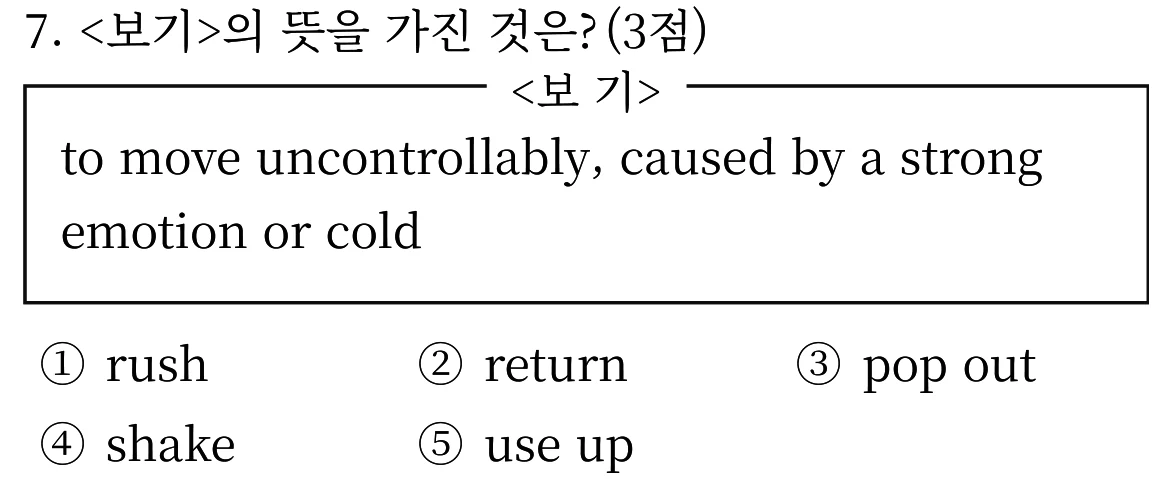 7. <보기>의 뜻을 가진 것은?(3점)
<보 기>
to move uncontrollably, caused by a strong
emotion or cold
① rush ② return ③ pop out
④ shake ⑤ use up